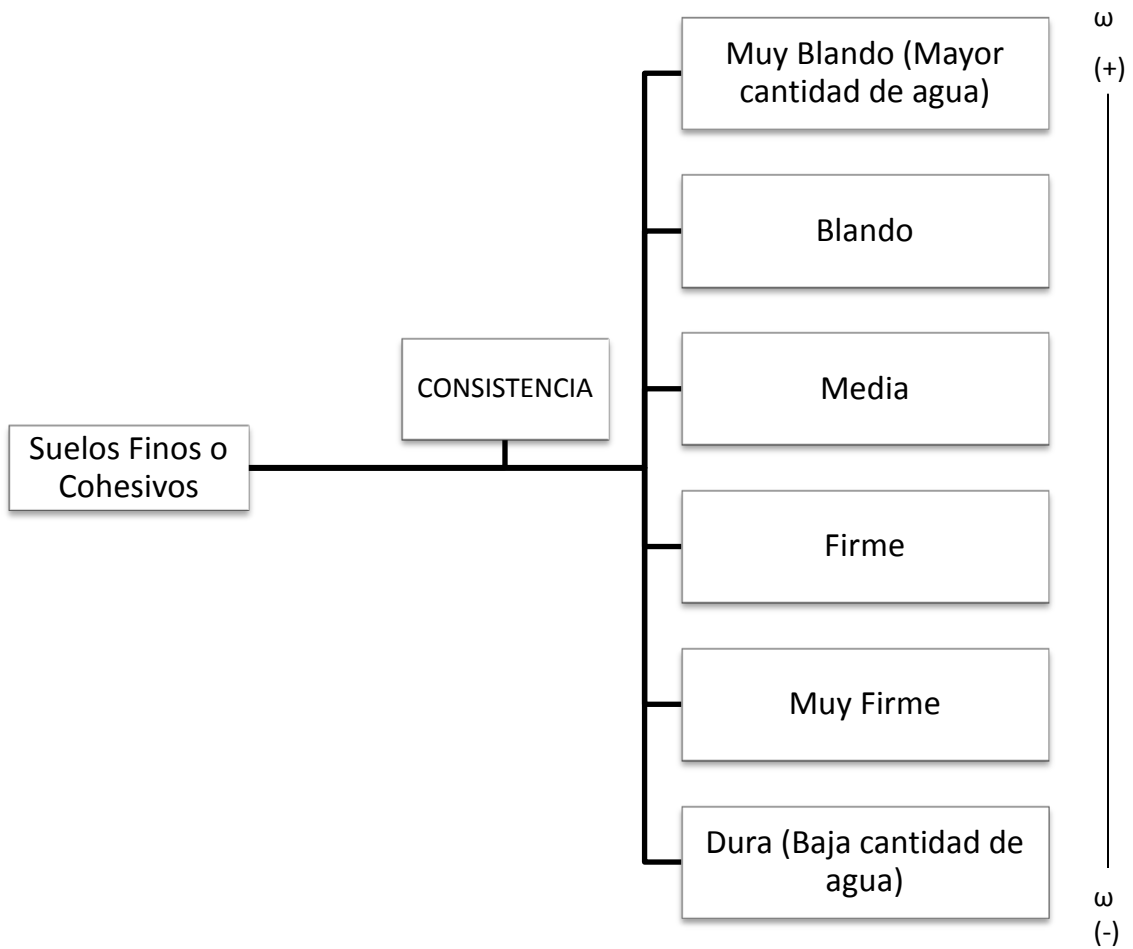 ω
(+)
Muy Blando (Mayor
cantidad de agua)
Blando
Media
CONSISTENCIA
Suelos Finos o
Cohesivos
Firme
Muy Firme
Dura (Baja cantidad de
agua)
ω
(-)